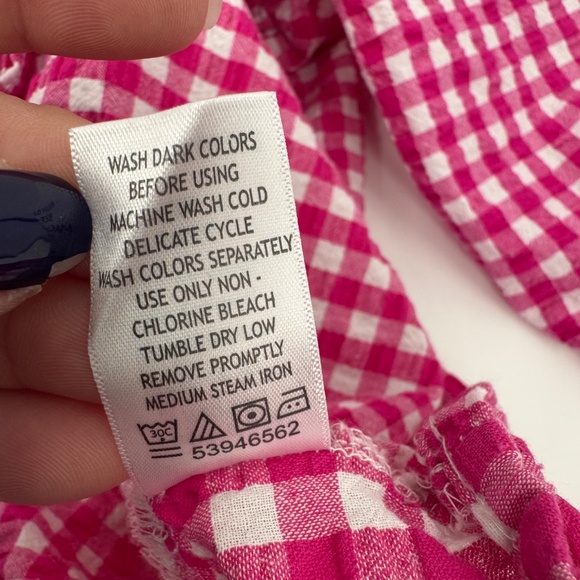 WASH DARK COLORS
BEFORE USING
MACHINE WASH COLD
DELICATE CYCLE
WASH COLORS SEPARATELY
USE ONLY NON -
CHLORINE BLEACH
TUMBLE DRY LOW
REMOVE PROMPTLY
MEDIUM STEAM IRON
30C
53946562